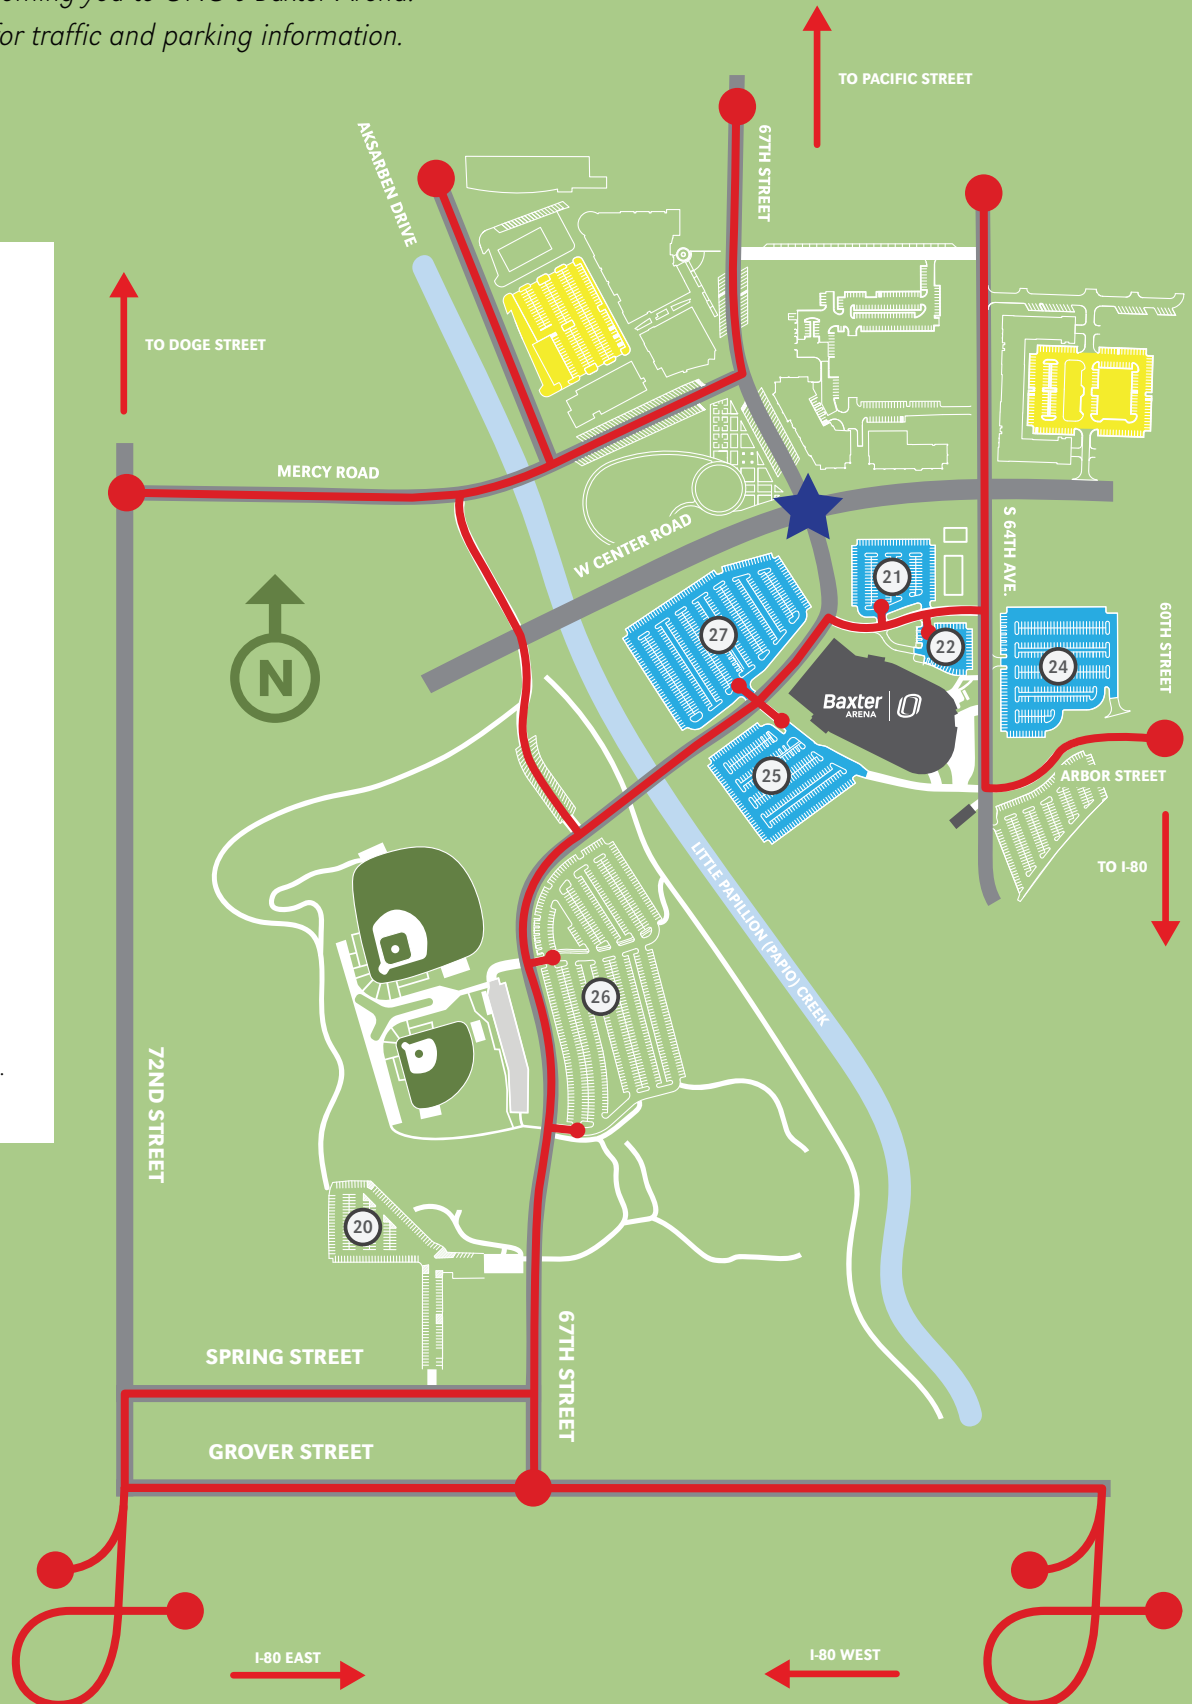 for traffic and parking information.
TO PACIFIC STREET
67TH STREET
AKSARBEN DRIVE
TO DOGE STREET
MERCY ROAD
W CENTER ROAD
S 64TH AVE.
21
27
22
24
60TH STREET
N
Baxter
ARENA
25
ARBOR STREET
TO I-80
LITTLE PAPILLION (PAPIO) CREEK
26
72ND STREET
20
67TH STREET
SPRING STREET
GROVER STREET
I-80 EAST
I-80 WEST